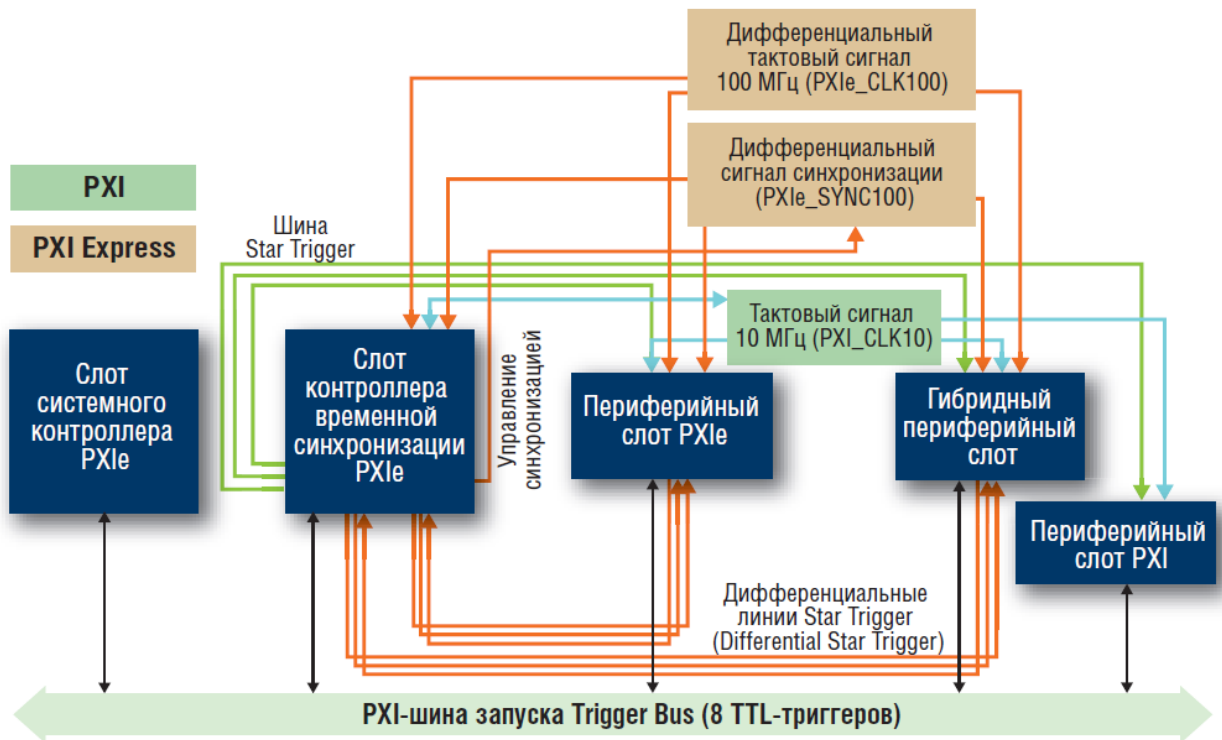 Дифференциальный
тактовый сигнал
100 МГц (PXIe_CLK100)
Дифференциальный
сигнал синхронизации
(PXIe_SYNC100)
PXI
PXI Express
Шина
Star Trigger
Тактовый сигнал
10 МГц (PXI_CLK10)
Слот
системного
контроллера
PXIe
Слот
контроллера
временной
синхронизации
PXIe
Управление
синхронизацией
Периферийный
слот PXIe
Гибридный
периферийный
слот
Периферийный
слот PXI
Дифференциальные
линии Star Trigger
(Differential Star Trigger)
PXI-шина запуска Trigger Bus (8 TTL-триггеров)